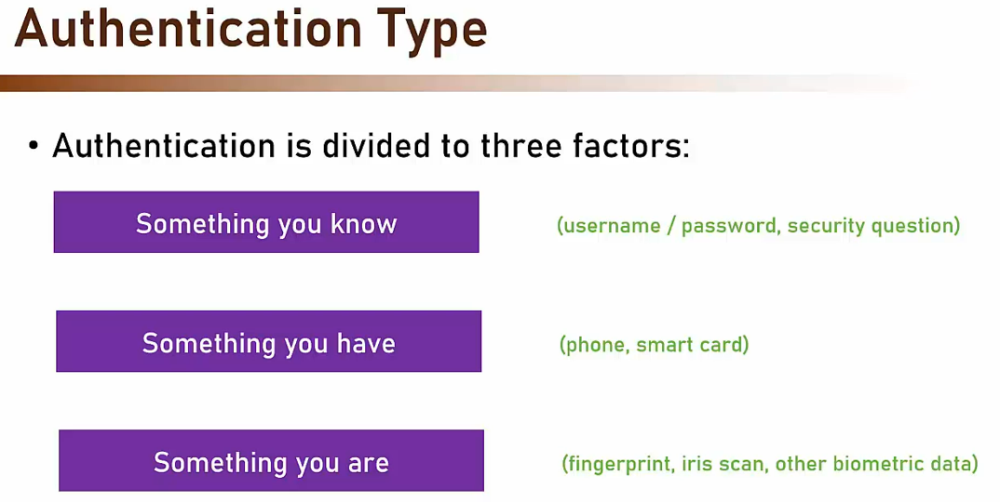 Authentication Type
• Authentication is divided to three factors:
Something you know (username / password, security question)
Something you have (phone, smart card)
Something you are (fingerprint, iris scan, other biometric data)